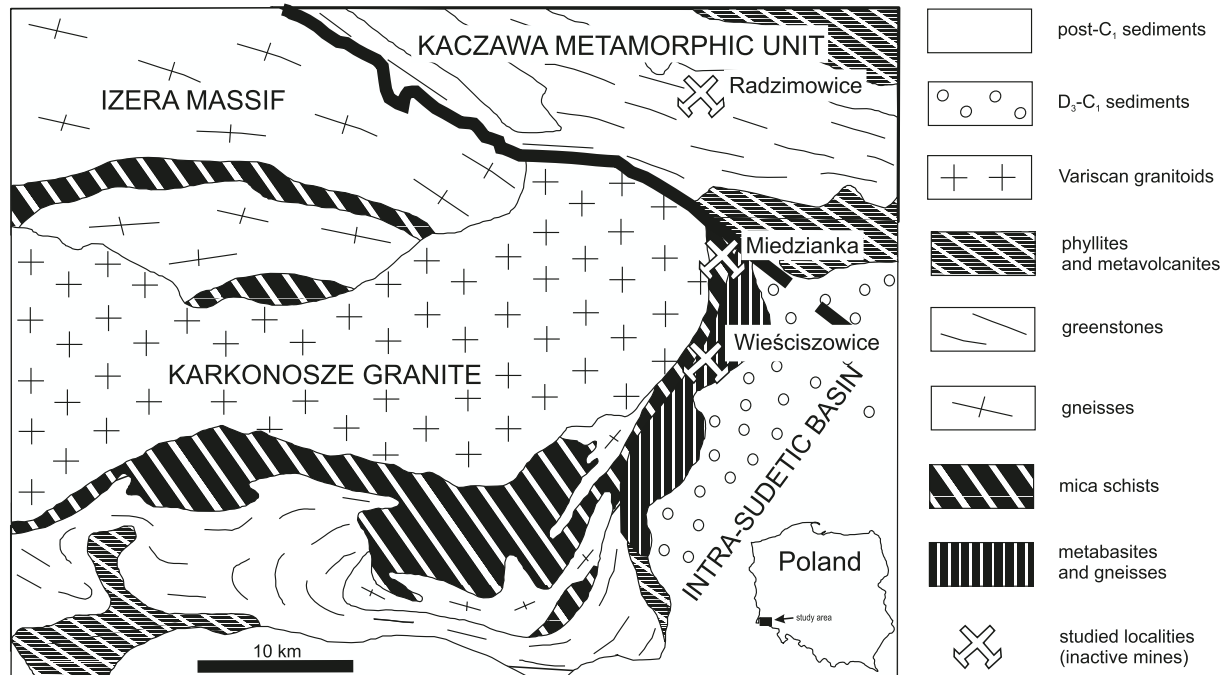 KACZAWA METAMORPHIC UNIT
Radzimowice
IZERA MASSIF
Miedzianka
Wieściszowice
KARKONOSZE GRANITE
INTRA-SUDETIC BASIN
Poland
study area
10 km
post-C₁ sediments
D₃-C₁ sediments
Variscan granitoids
phyllites
and metavolcanites
greenstones
gneisses
mica schists
metabasites
and gneisses
studied localities
(inactive mines)